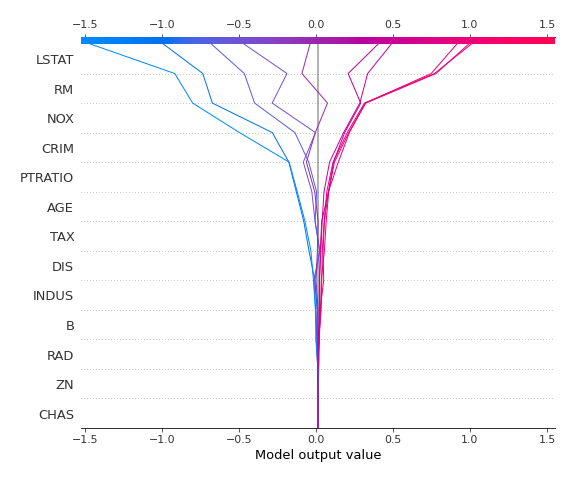 −1.5 −1.0 −0.5 0.0 0.5 1.0 1.5
LSTAT
RM
NOX
CRIM
PTRATIO
AGE
TAX
DIS
INDUS
B
RAD
ZN
CHAS
−1.5 −1.0 −0.5 0.0 0.5 1.0 1.5
Model output value